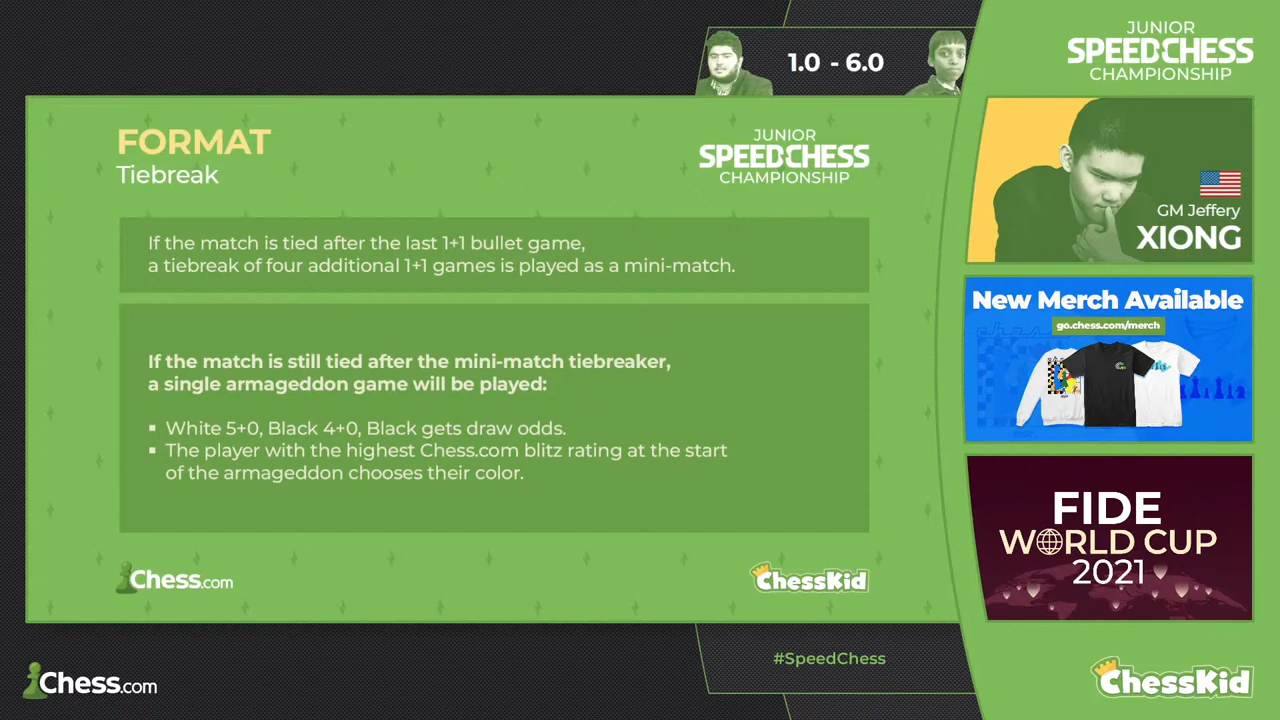 1.0 - 6.0
JUNIOR
SPEEDCHESS
CHAMPIONSHIP
FORMAT
Tiebreak
JUNIOR
SPEEDCHESS
CHAMPIONSHIP
If the match is tied after the last 1+1 bullet game,
a tiebreak of four additional 1+1 games is played as a mini-match.
If the match is still tied after the mini-match tiebreaker,
a single armageddon game will be played:
▪ White 5+0, Black 4+0, Black gets draw odds.
▪ The player with the highest Chess.com blitz rating at the start
of the armageddon chooses their color.
Chess.com
ChessKid
GM Jeffery
XIONG
New Merch Available
go.chess.com/merch
chess
FIDE
WORLD CUP
2021
#SpeedChess
Chess.com
ChessKid